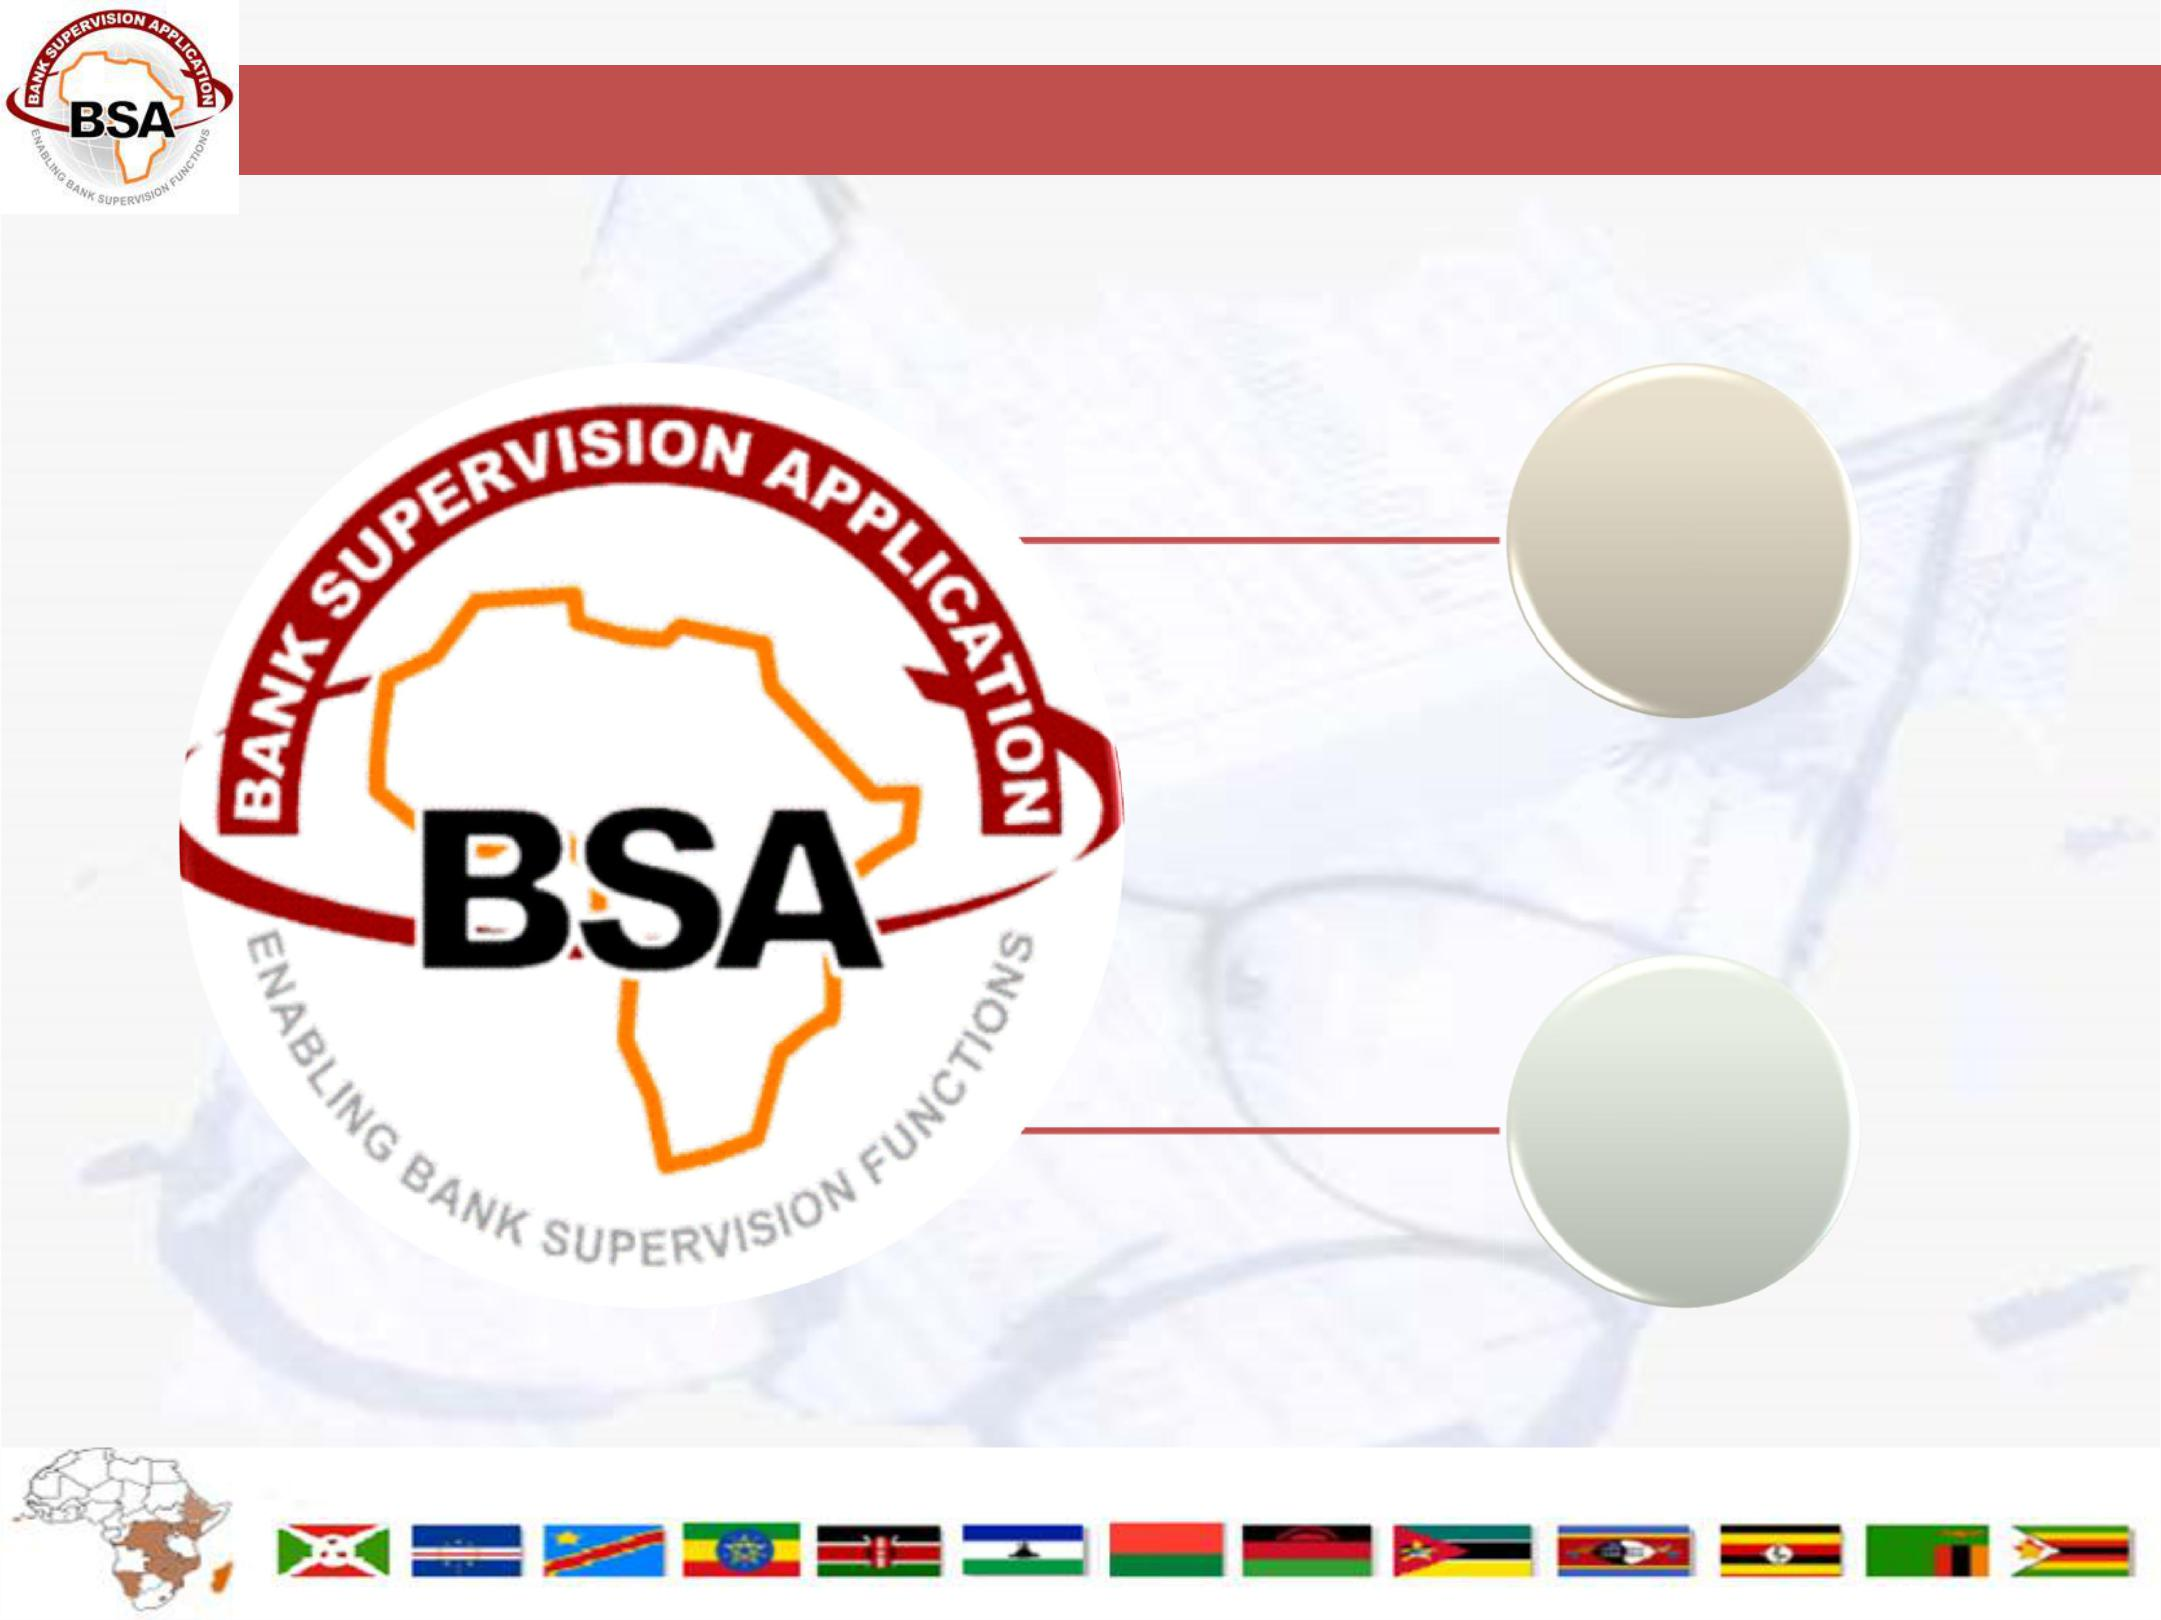 BANK SUPERVISION APPLICATION
BSA
ENABLING BANK SUPERVISION FUNCTIONS
BANK SUPERVISION APPLICATION
BSA
ENABLING BANK SUPERVISION FUNCTIONS